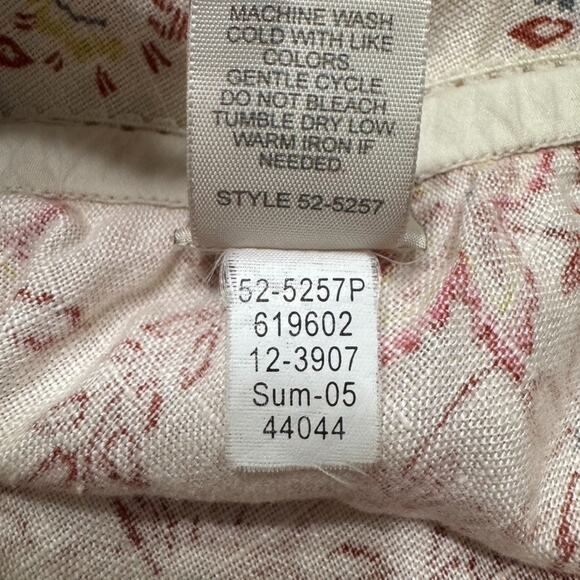 MACHINE WASH
COLD WITH LIKE
COLORS
GENTLE CYCLE
DO NOT BLEACH
TUMBLE DRY LOW
WARM IRON IF
NEEDED
STYLE 52-5257
52-5257P
619602
12-3907
Sum-05
44044